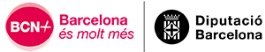 BCN+
Barcelona
és molt més
Diputació
Barcelona